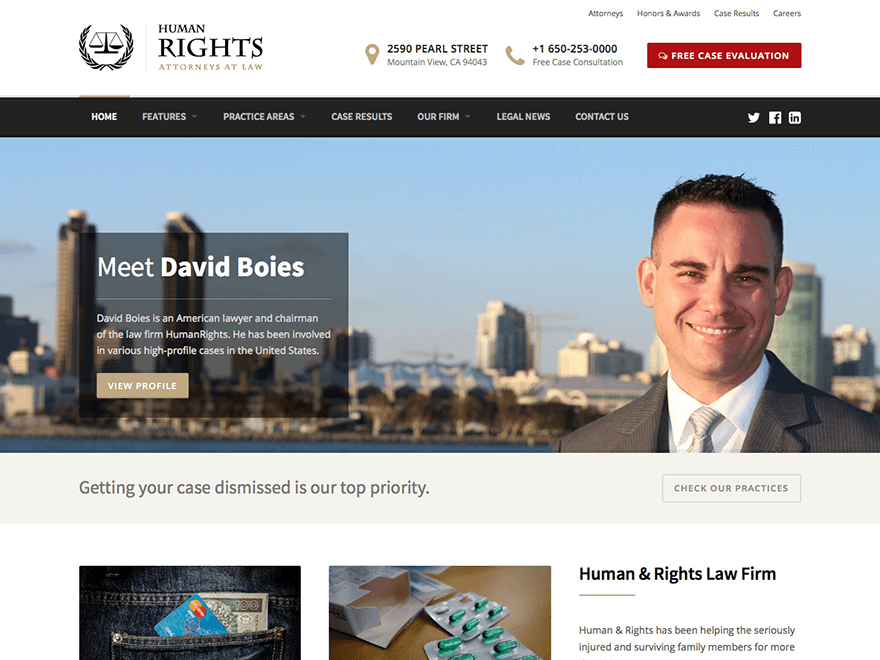 Attorneys Honors & Awards Case Results Careers
HUMAN
RIGHTS
ATTORNEYS AT LAW
2590 PEARL STREET
Mountain View, CA 94043
+1 650-253-0000
Free Case Consultation
FREE CASE EVALUATION
HOME FEATURES PRACTICE AREAS CASE RESULTS OUR FIRM LEGAL NEWS CONTACT US
Meet David Boies
David Boies is an American lawyer and chairman
of the law firm HumanRights. He has been involved
in various high-profile cases in the United States.
VIEW PROFILE
Getting your case dismissed is our top priority.
CHECK OUR PRACTICES
100
Human & Rights Law Firm
Human & Rights has been helping the seriously
injured and surviving family members for more